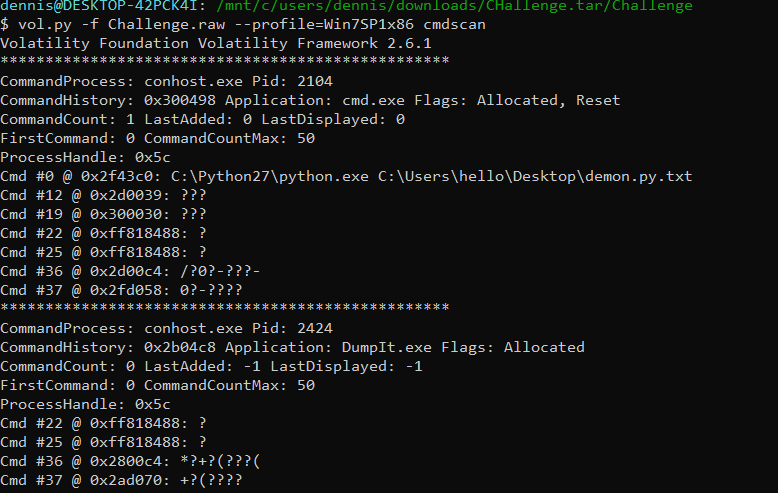 dennis@DESKTOP-42PCK4I: /mnt/c/users/dennis/downloads/CHallenge.tar/Challenge
$ vol.py -f Challenge.raw --profile=Win7SP1x86 cmdscan
Volatility Foundation Volatility Framework 2.6.1
**************************************************
CommandProcess: conhost.exe Pid: 2104
CommandHistory: 0x300498 Application: cmd.exe Flags: Allocated, Reset
CommandCount: 1 LastAdded: 0 LastDisplayed: 0
FirstCommand: 0 CommandCountMax: 50
ProcessHandle: 0x5c
Cmd #0 @ 0x2f43c0: C:\Python27\python.exe C:\Users\hello\Desktop\demon.py.txt
Cmd #12 @ 0x2d0039: ???
Cmd #19 @ 0x300030: ???
Cmd #22 @ 0xff818488: ?
Cmd #25 @ 0xff818488: ?
Cmd #36 @ 0x2d00c4: /?0?-???-
Cmd #37 @ 0x2fd058: 0?-????
**************************************************
CommandProcess: conhost.exe Pid: 2424
CommandHistory: 0x2b04c8 Application: DumpIt.exe Flags: Allocated
CommandCount: 0 LastAdded: -1 LastDisplayed: -1
FirstCommand: 0 CommandCountMax: 50
ProcessHandle: 0x5c
Cmd #22 @ 0xff818488: ?
Cmd #25 @ 0xff818488: ?
Cmd #36 @ 0x2800c4: *?+?(???(
Cmd #37 @ 0x2ad070: +?(????